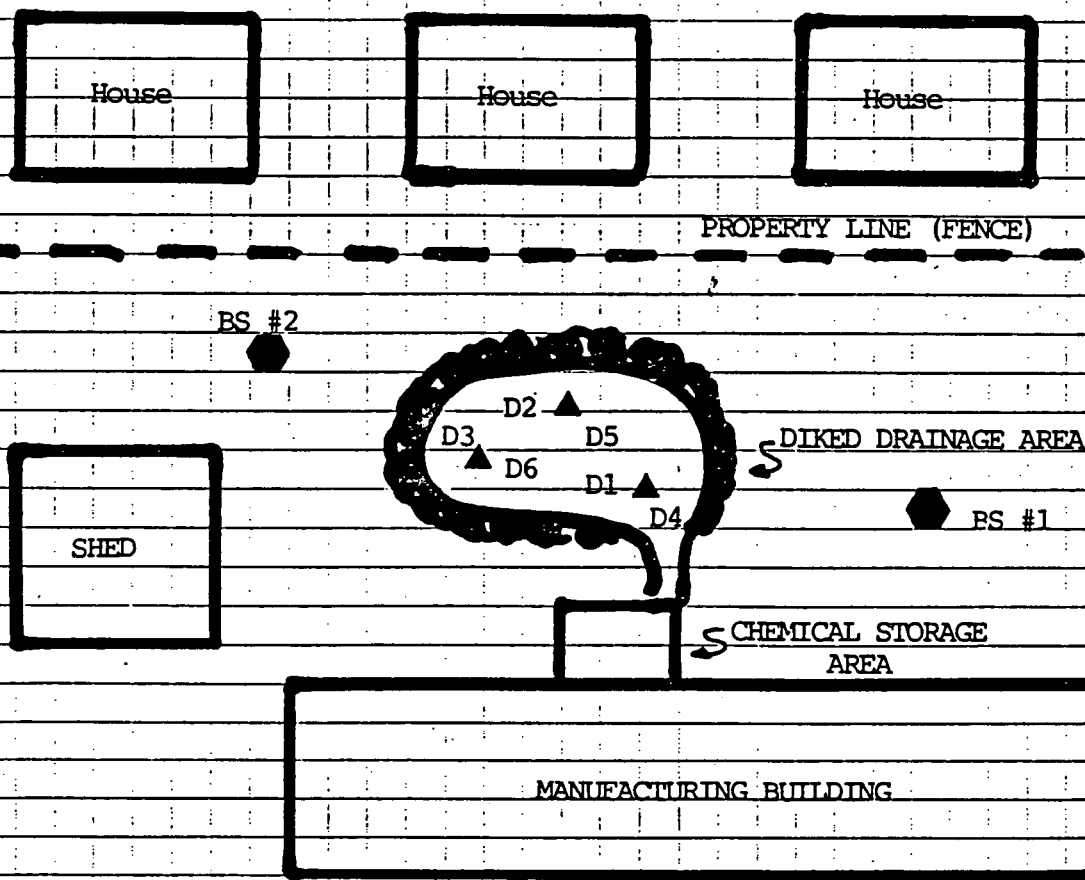 House
House
House
PROPERTY LINE (FENCE)
BS #2
D2
D5
D3
D6
D1
D4
DIKED DRAINAGE AREA
BS #1
SHED
CHEMICAL STORAGE
AREA
MANUFACTURING BUILDING